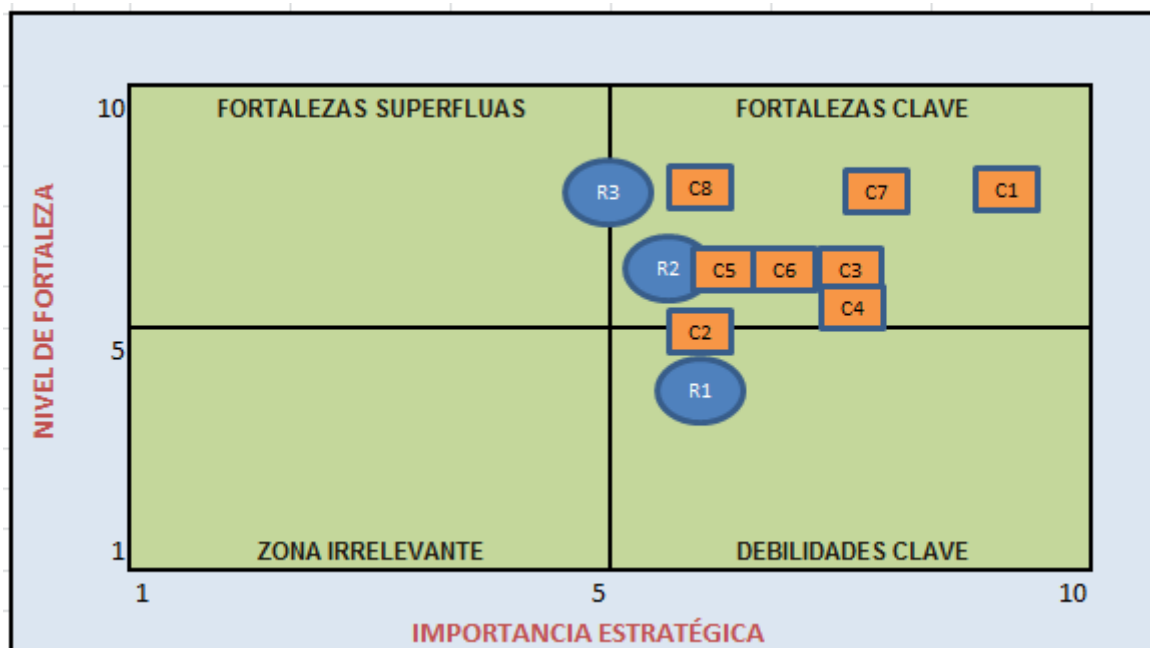 10
FORTALEZAS SUPERFLUAS
FORTALEZAS CLAVE
R3
C8
C7
C1
NIVEL DE FORTALEZA
R2
C5
C6
C3
C4
C2
5
R1
1
ZONA IRRELEVANTE
DEBILIDADES CLAVE
1
5
10
IMPORTANCIA ESTRATÉGICA